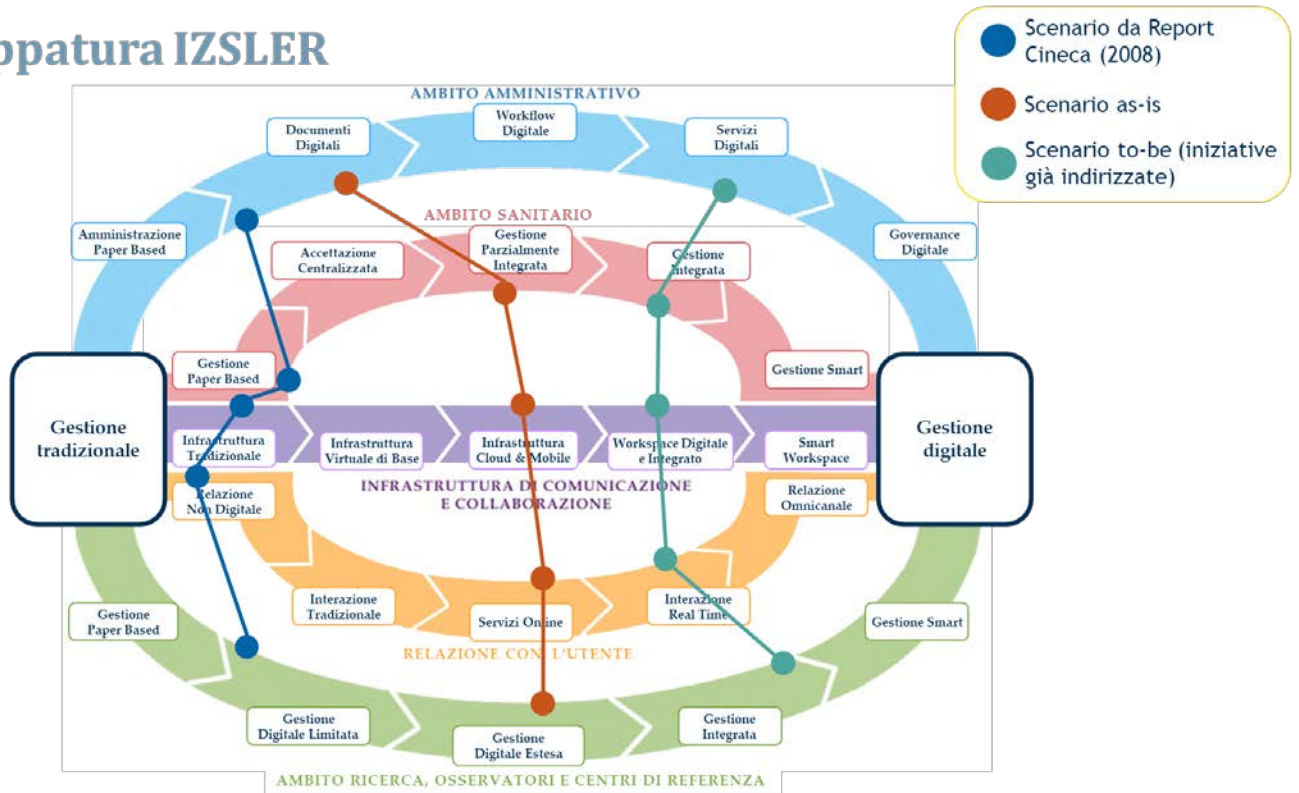 ppatura IZSLER
Scenario da Report
Cineca (2008)
Scenario as-is
Scenario to-be (iniziative
già indirizzate)
AMBITO AMMINISTRATIVO
Documenti
Digitali
Workflow
Digitale
Servizi
Digitali
Amministrazione
Paper Based
Governance
Digitale
AMBITO SANITARIO
Accettazione
Centralizzata
Gestione
Parzialmente
Integrata
Gestione
Integrata
Gestione
Paper Based
Gestione Smart
Gestione
tradizionale
Gestione
digitale
Infrastruttura
Tradizionale
Infrastruttura
Virtuale di Base
Infrastruttura
Cloud & Mobile
Workspace Digitale
e Integrato
Smart
Workspace
INFRASTRUTTURA DI COMUNICAZIONE
E COLLABORAZIONE
Relazione
Non Digitale
Relazione
Omnicanale
Interazione
Tradizionale
Servizi Online
Interazione
Real Time
RELAZIONE CON L'UTENTE
Gestione
Paper Based
Gestione Smart
Gestione
Digitale Limitata
Gestione
Digitale Estesa
Gestione
Integrata
AMBITO RICERCA, OSSERVATORI E CENTRI DI REFERENZA